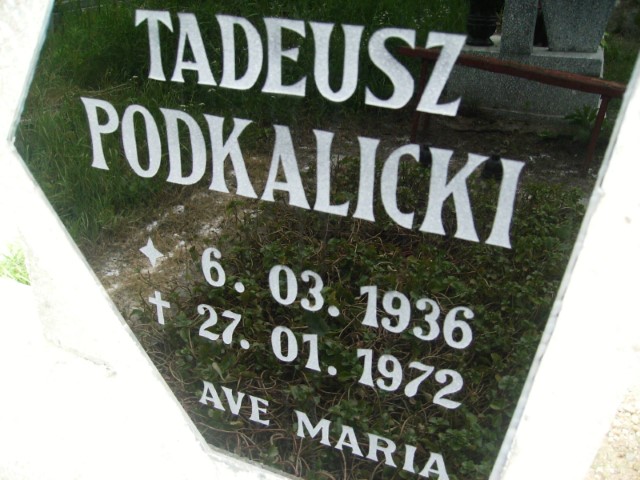 TADEUSZ
PODKALICKI
6. 03. 1936
27. 01. 1972
AVE MARIA